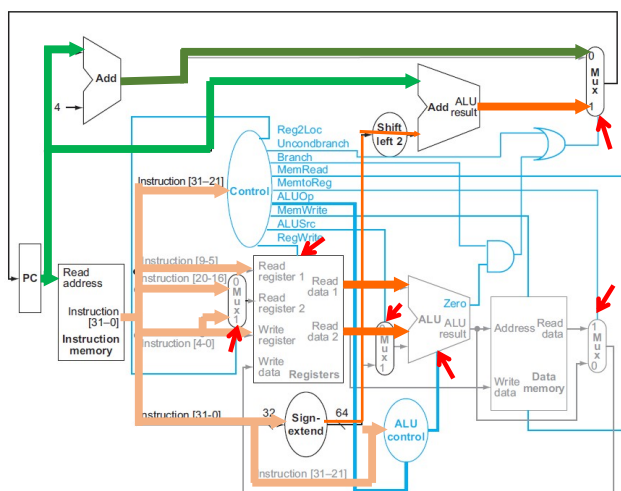 Add
4
0
M
u
x
1
Add ALU
result
Shift
left 2
Reg2Loc
Uncondbranch
Branch
MemRead
MemtoReg
ALUOp
MemWrite
ALUSrc
RegWrite
Control
Instruction [31–21]
PC
Read
address
Instruction
[31–0]
Instruction
memory
Instruction [9-5]
Instruction [20-16]
Instruction [4-0]
0
M
u
x
1
Read
register 1
Read
register 2
Write
register
Write
data
Read
data 1
Read
data 2
Registers
M
u
x
1
Zero
ALU ALU
result
Address
Read
data
Write
data
Data
memory
1
M
u
x
0
Instruction [31-0]
32
Sign-
extend
64
ALU
control
Instruction [31–21]